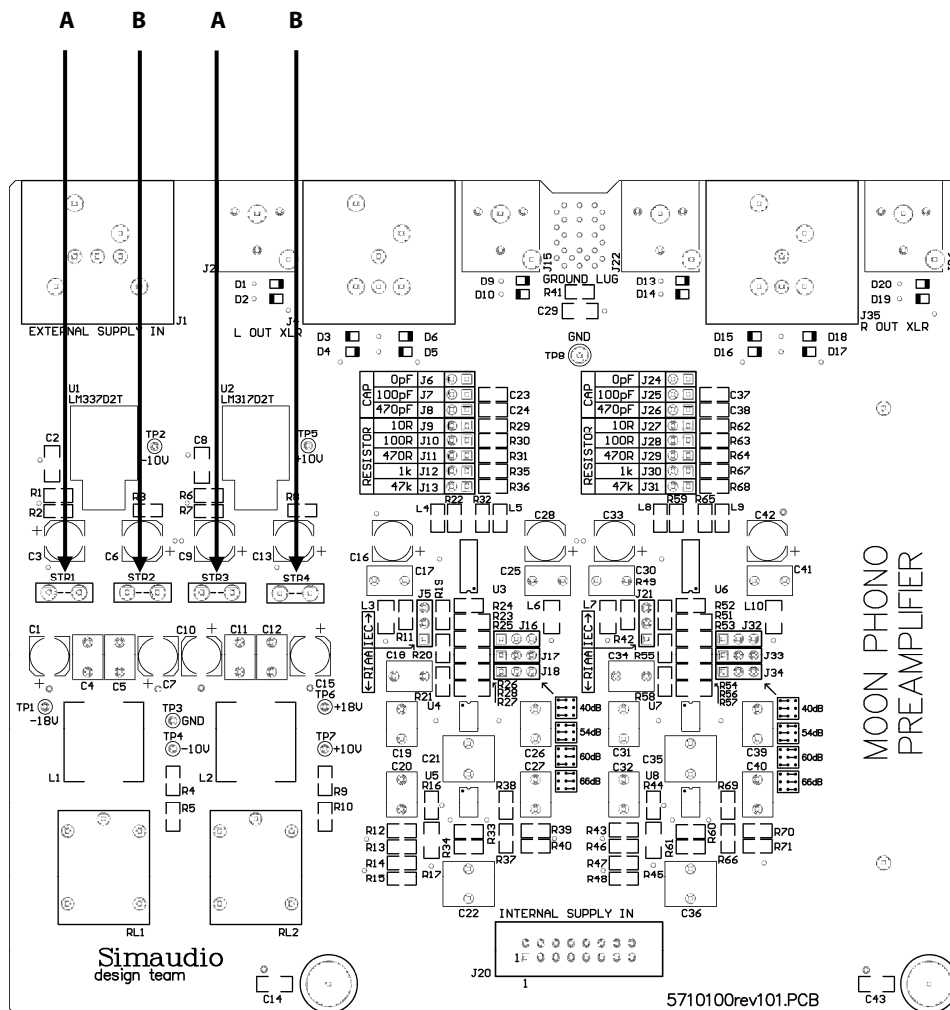 A B A B
J2
J15
J22
J1
J4
J35
D1
D2
D9
D10
GROUND LUG
R41
C29
D13
D14
D20
D19
EXTERNAL SUPPLY IN
L OUT XLR
R OUT XLR
D3
D4
D6
D5
GND
TP8
D15
D16
D18
D17
U1
LM337D2T
U2
LM317D2T
CAP
0pF J6
100pF J7
470pF J8
RESISTOR
10R J9
100R J10
470R J11
1k J12
47k J13
C23
C24
R29
R30
R31
R35
R36
CAP
0pF J24
100pF J25
470pF J26
RESISTOR
10R J27
100R J28
470R J29
1k J30
47k J31
C37
C38
R62
R63
R64
R67
R68
C2
TP2
-10V
C8
TP5
+10V
R1
R2
R3
R6
R7
R8
R22 R32
R59 R65
L4
L5
L8
L9
C3
C6
C9
C13
C16
C28
C33
C42
C17
C25
C30
C41
STR1 STR2 STR3 STR4
J5
R19
U3
R24
R23
R25
J16
J17
J18
L3
R11
R20
L6
RIAA IEC
C18
R21
R26
R28
R27
L7
R42
R49
J21
R55
U6
R52
R51
R53
J32
J33
J34
L10
RIAA IEC
C34
R58
R54
R56
R57
C1
C4
C5
C7
C10
C11
C12
C15
TP1
-18V
TP3
GND
TP4
-10V
TP6
+18V
TP7
+10V
L1
L2
R4
R5
R9
R10
U4
C19
C20
C21
C26
C27
U5
R16
R38
40dB
54dB
60dB
66dB
U7
C31
C32
C35
C39
C40
U8
R44
R69
40dB
54dB
60dB
66dB
R12
R13
R14
R15
R17
R34
R33
R37
R39
R40
R43
R46
R47
R48
R45
R61
R60
R66
R70
R71
C22
C36
RL1
RL2
INTERNAL SUPPLY IN
J20
1
1
Simaudio
design team
C14
C43
5710100rev101.PCB
MOON PHONO
PREAMPLIFIER